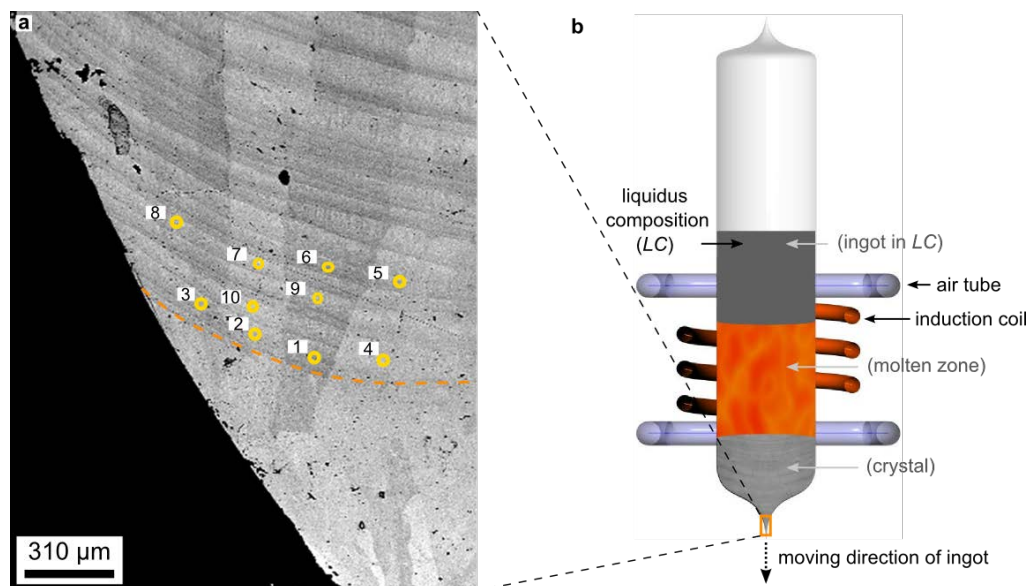 a
8
7
6
5
3
10
9
2
1
4
310 µm
b
liquidus
composition
(LC)
(ingot in LC)
air tube
induction coil
(molten zone)
(crystal)
moving direction of ingot